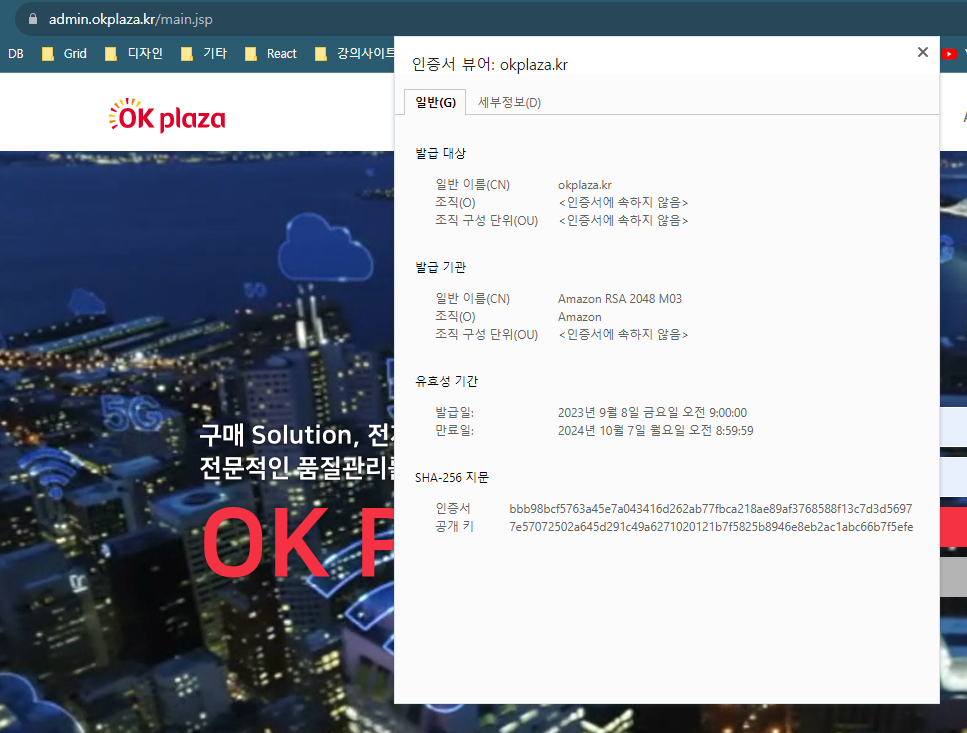 admin.okplaza.kr/main.jsp
DB Grid 디자인 기타 React 강의사이트
인증서 뷰어: okplaza.kr
OK plaza
일반(G) 세부정보(D)
발급 대상
일반 이름(CN) okplaza.kr
조직(O) <인증서에 속하지 않음>
조직 구성 단위(OU) <인증서에 속하지 않음>
발급 기관
일반 이름(CN) Amazon RSA 2048 M03
조직(O) Amazon
조직 구성 단위(OU) <인증서에 속하지 않음>
유효성 기간
발급일: 2023년 9월 8일 금요일 오전 9:00:00
만료일: 2024년 10월 7일 월요일 오전 8:59:59
SHA-256 지문
인증서 bbb98bcf5763a45e7a043416d262ab77fbca218ae89af3768588f13c7d3d5697
공개 키 7e57072502a645d291c49a6271020121b7f5825b8946e8eb2ac1abc66b7f5efe
5G
구매 Solution,
전문적인 품질관리를
OK P